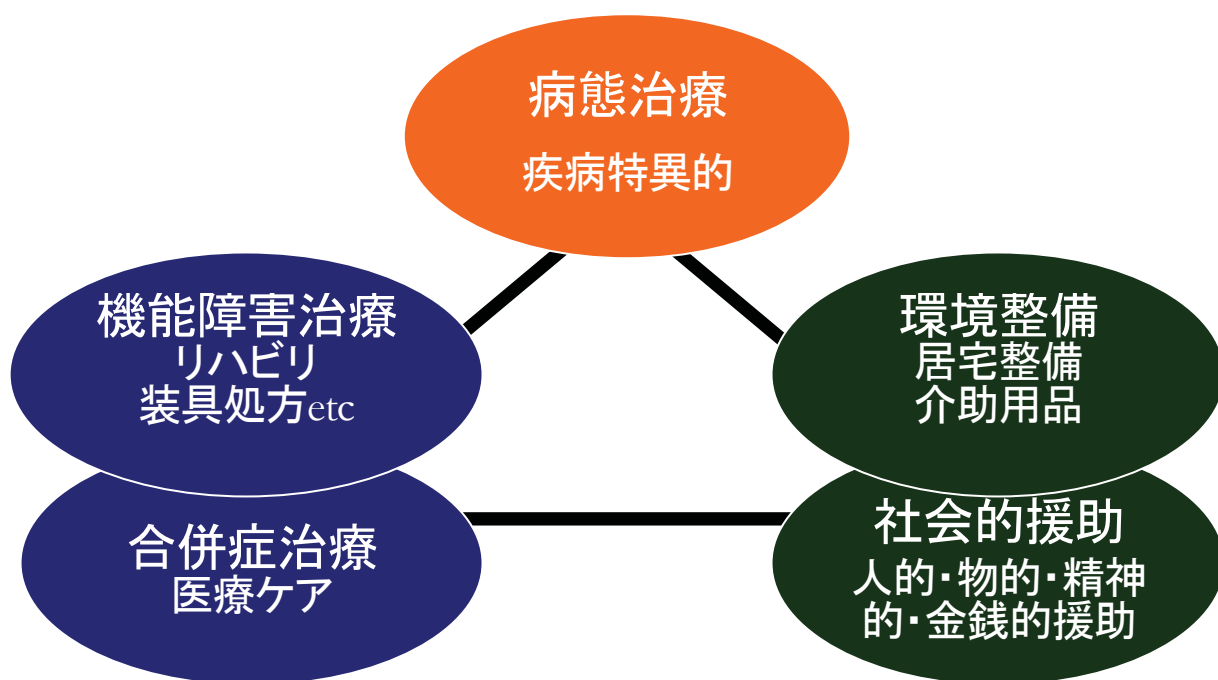 病態治療
疾病特異的
機能障害治療
リハビリ
装具処方etc
合併症治療
医療ケア
環境整備
居宅整備
介助用品
社会的援助
人的・物的・精神
的・金銭的援助